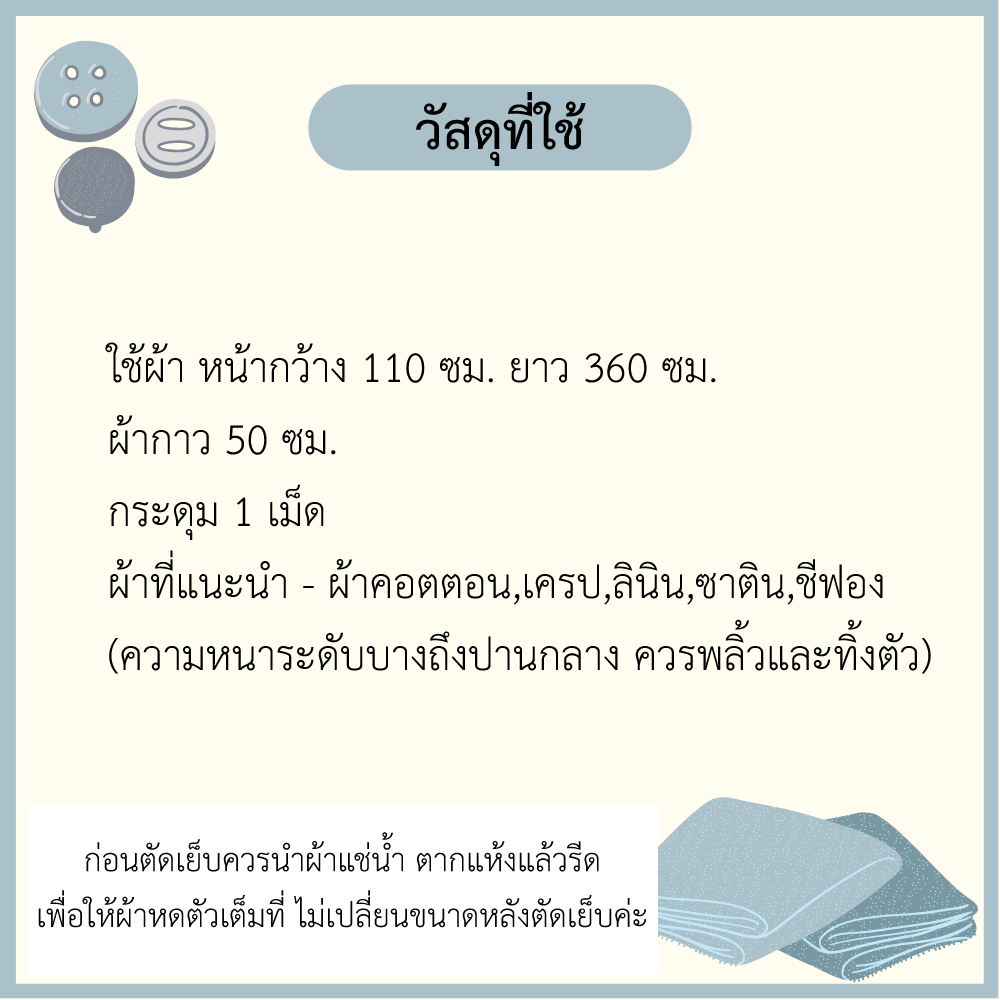 วัสดุที่ใช้
ใช้ผ้า หน้ากว้าง 110 ซม. ยาว 360 ซม.
ผ้ากาว 50 ซม.
กระดุม 1 เม็ด
ผ้าที่แนะนำ - ผ้าคอตตอน,เครป,ลินิน,ซาติน,ชีฟอง
(ความหนาระดับบางถึงปานกลาง ควรพลิ้วและทิ้งตัว)
ก่อนตัดเย็บควรนำผ้าแช่น้ำ ตากแห้งแล้วรีด
เพื่อให้ผ้าหดตัวเต็มที่ ไม่เปลี่ยนขนาดหลังตัดเย็บค่ะ